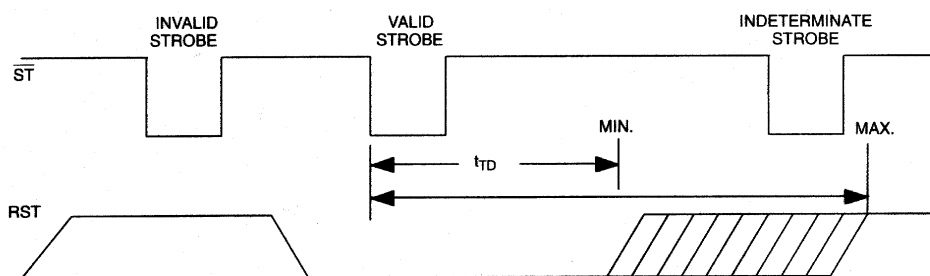 INVALID
STROBE
VALID
STROBE
INDETERMINATE
STROBE
ST
MIN.
MAX.
tTD
RST